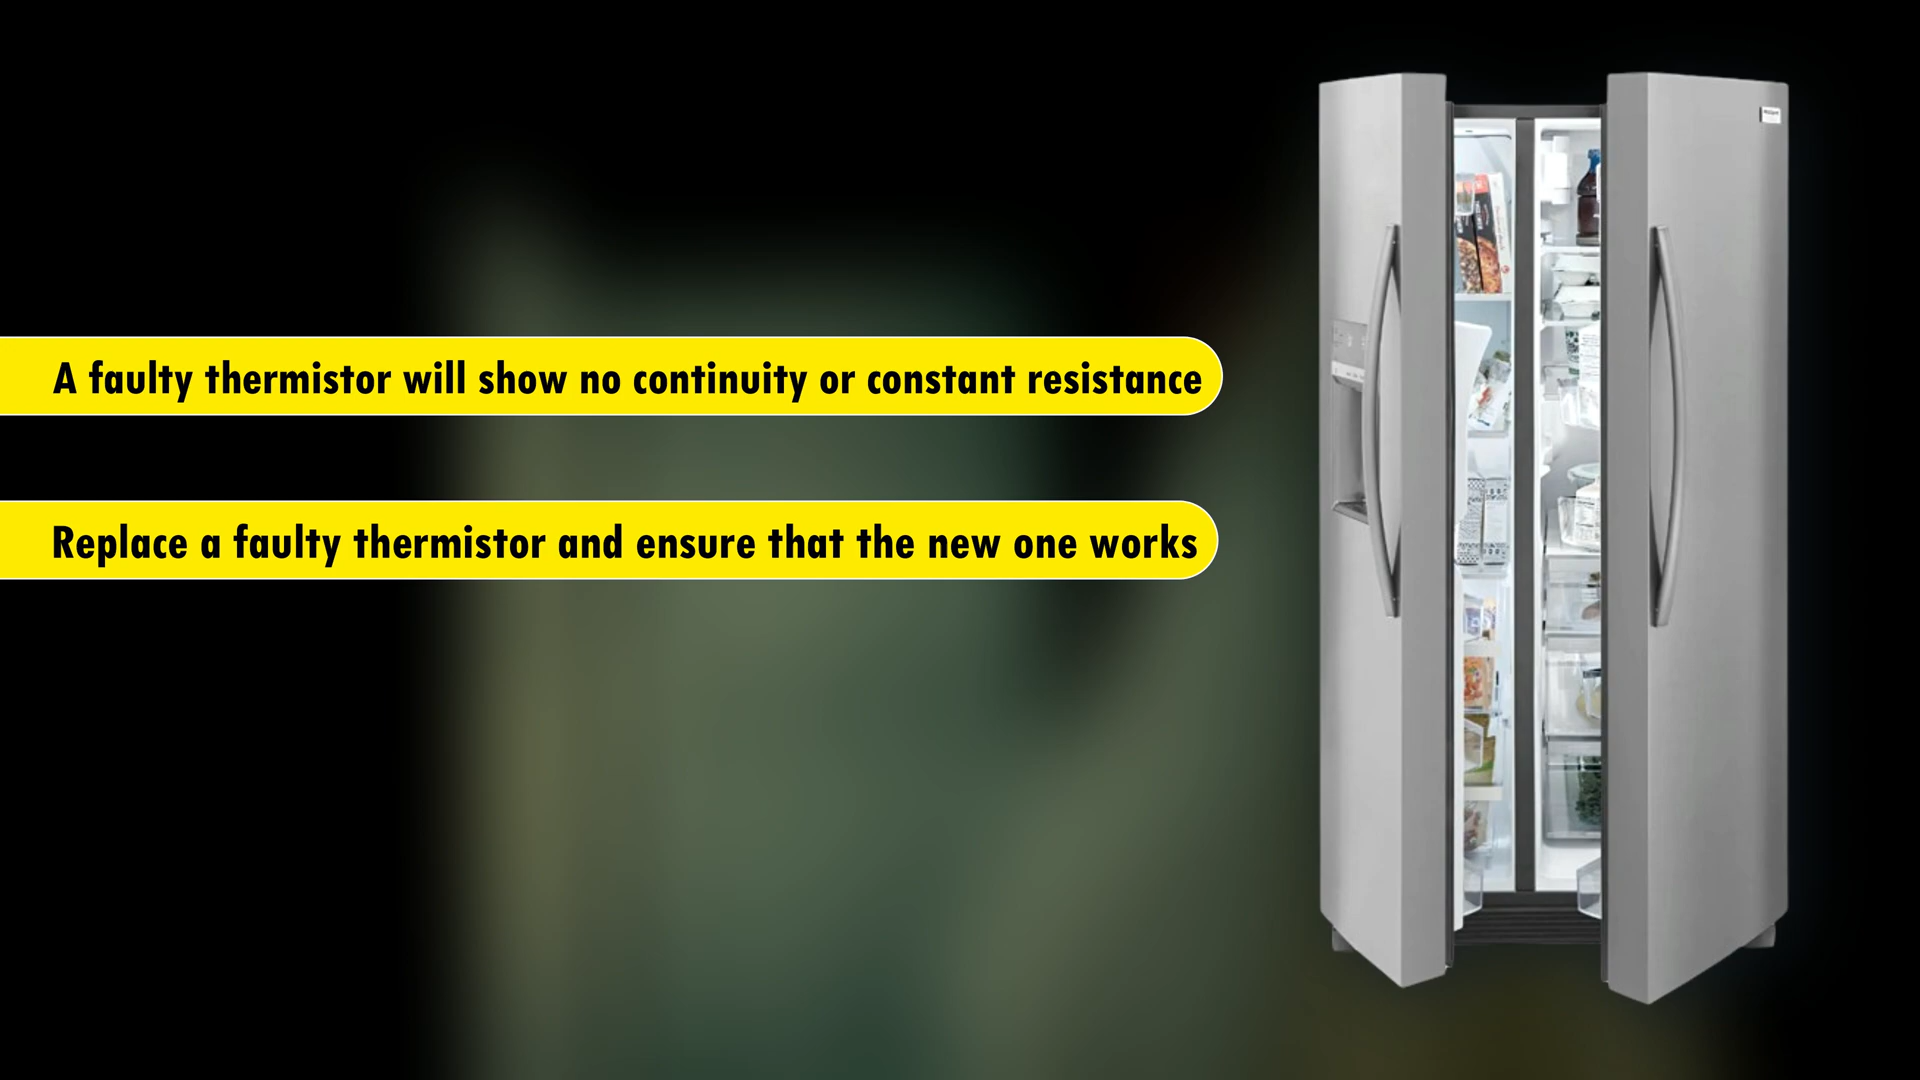 A faulty thermistor will show no continuity or constant resistance
Replace a faulty thermistor and ensure that the new one works